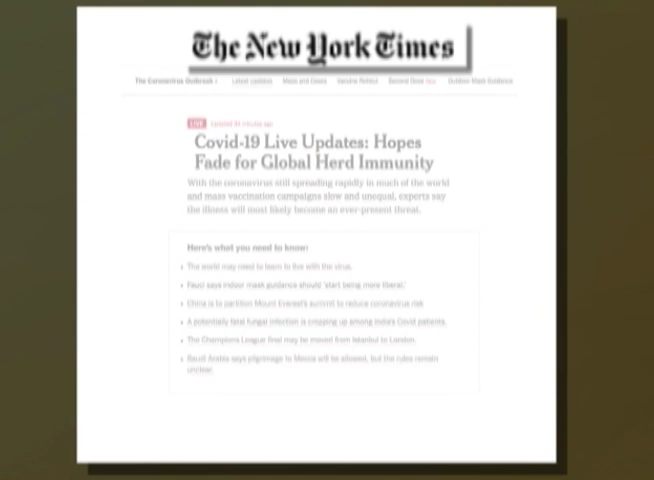 The New York Times
The Coronavirus Outbreak › Latest Updates Maps and Cases Vaccine Rollout Second Dose Outdoor Mask Guidance
LIVE Updated 30 minutes ago
Covid-19 Live Updates: Hopes
Fade for Global Herd Immunity
With the coronavirus still spreading rapidly in much of the world
and mass vaccination campaigns slow and unequal, experts say
the illness will most likely become an ever-present threat.
Here's what you need to know:
• The world may need to learn to live with the virus.
• Fauci says indoor mask guidance should 'start being more liberal.'
• China is to partition Mount Everest's summit to reduce coronavirus risk
• A potentially fatal fungal infection is cropping up among India's Covid patients.
• The Champions League final may be moved from Istanbul to London.
• Saudi Arabia says pilgrimage to Mecca will be allowed, but the rules remain
unclear.